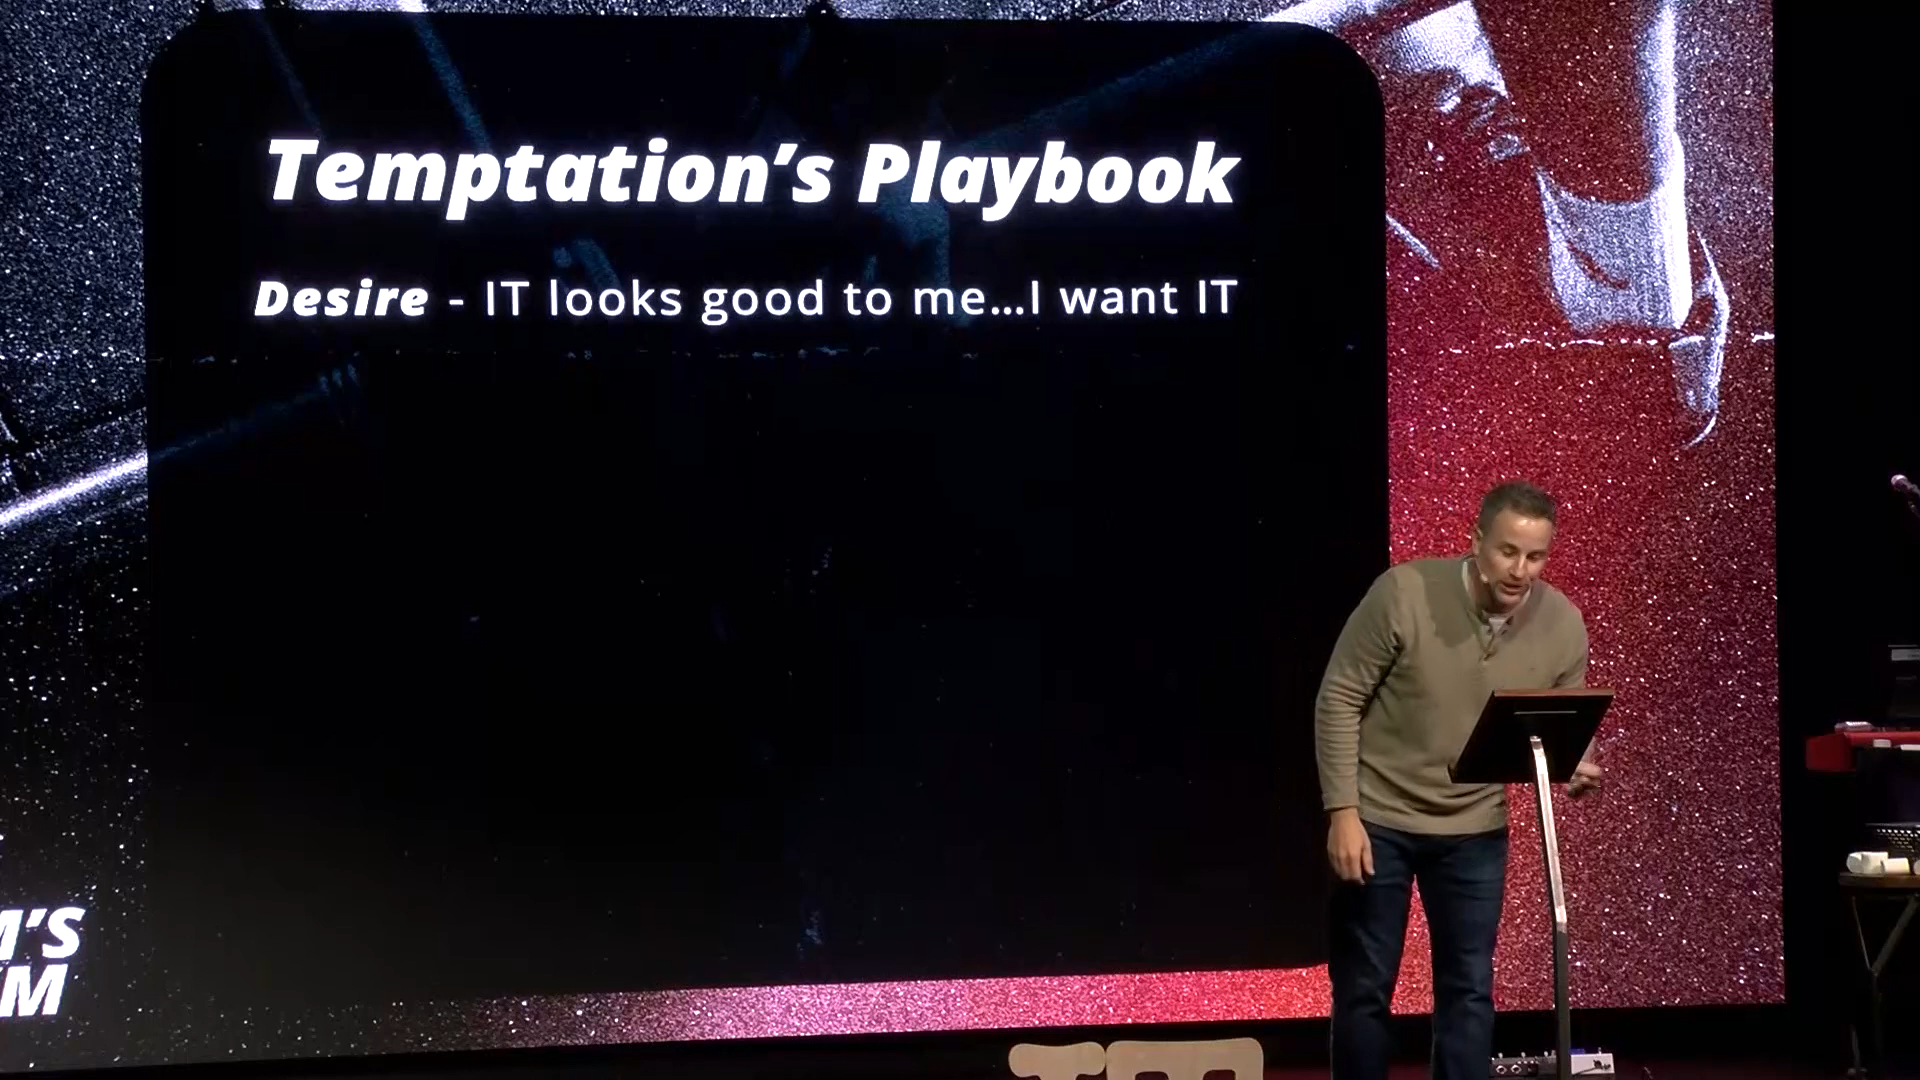 Temptation’s Playbook
Desire - IT looks good to me...I want IT
M’S